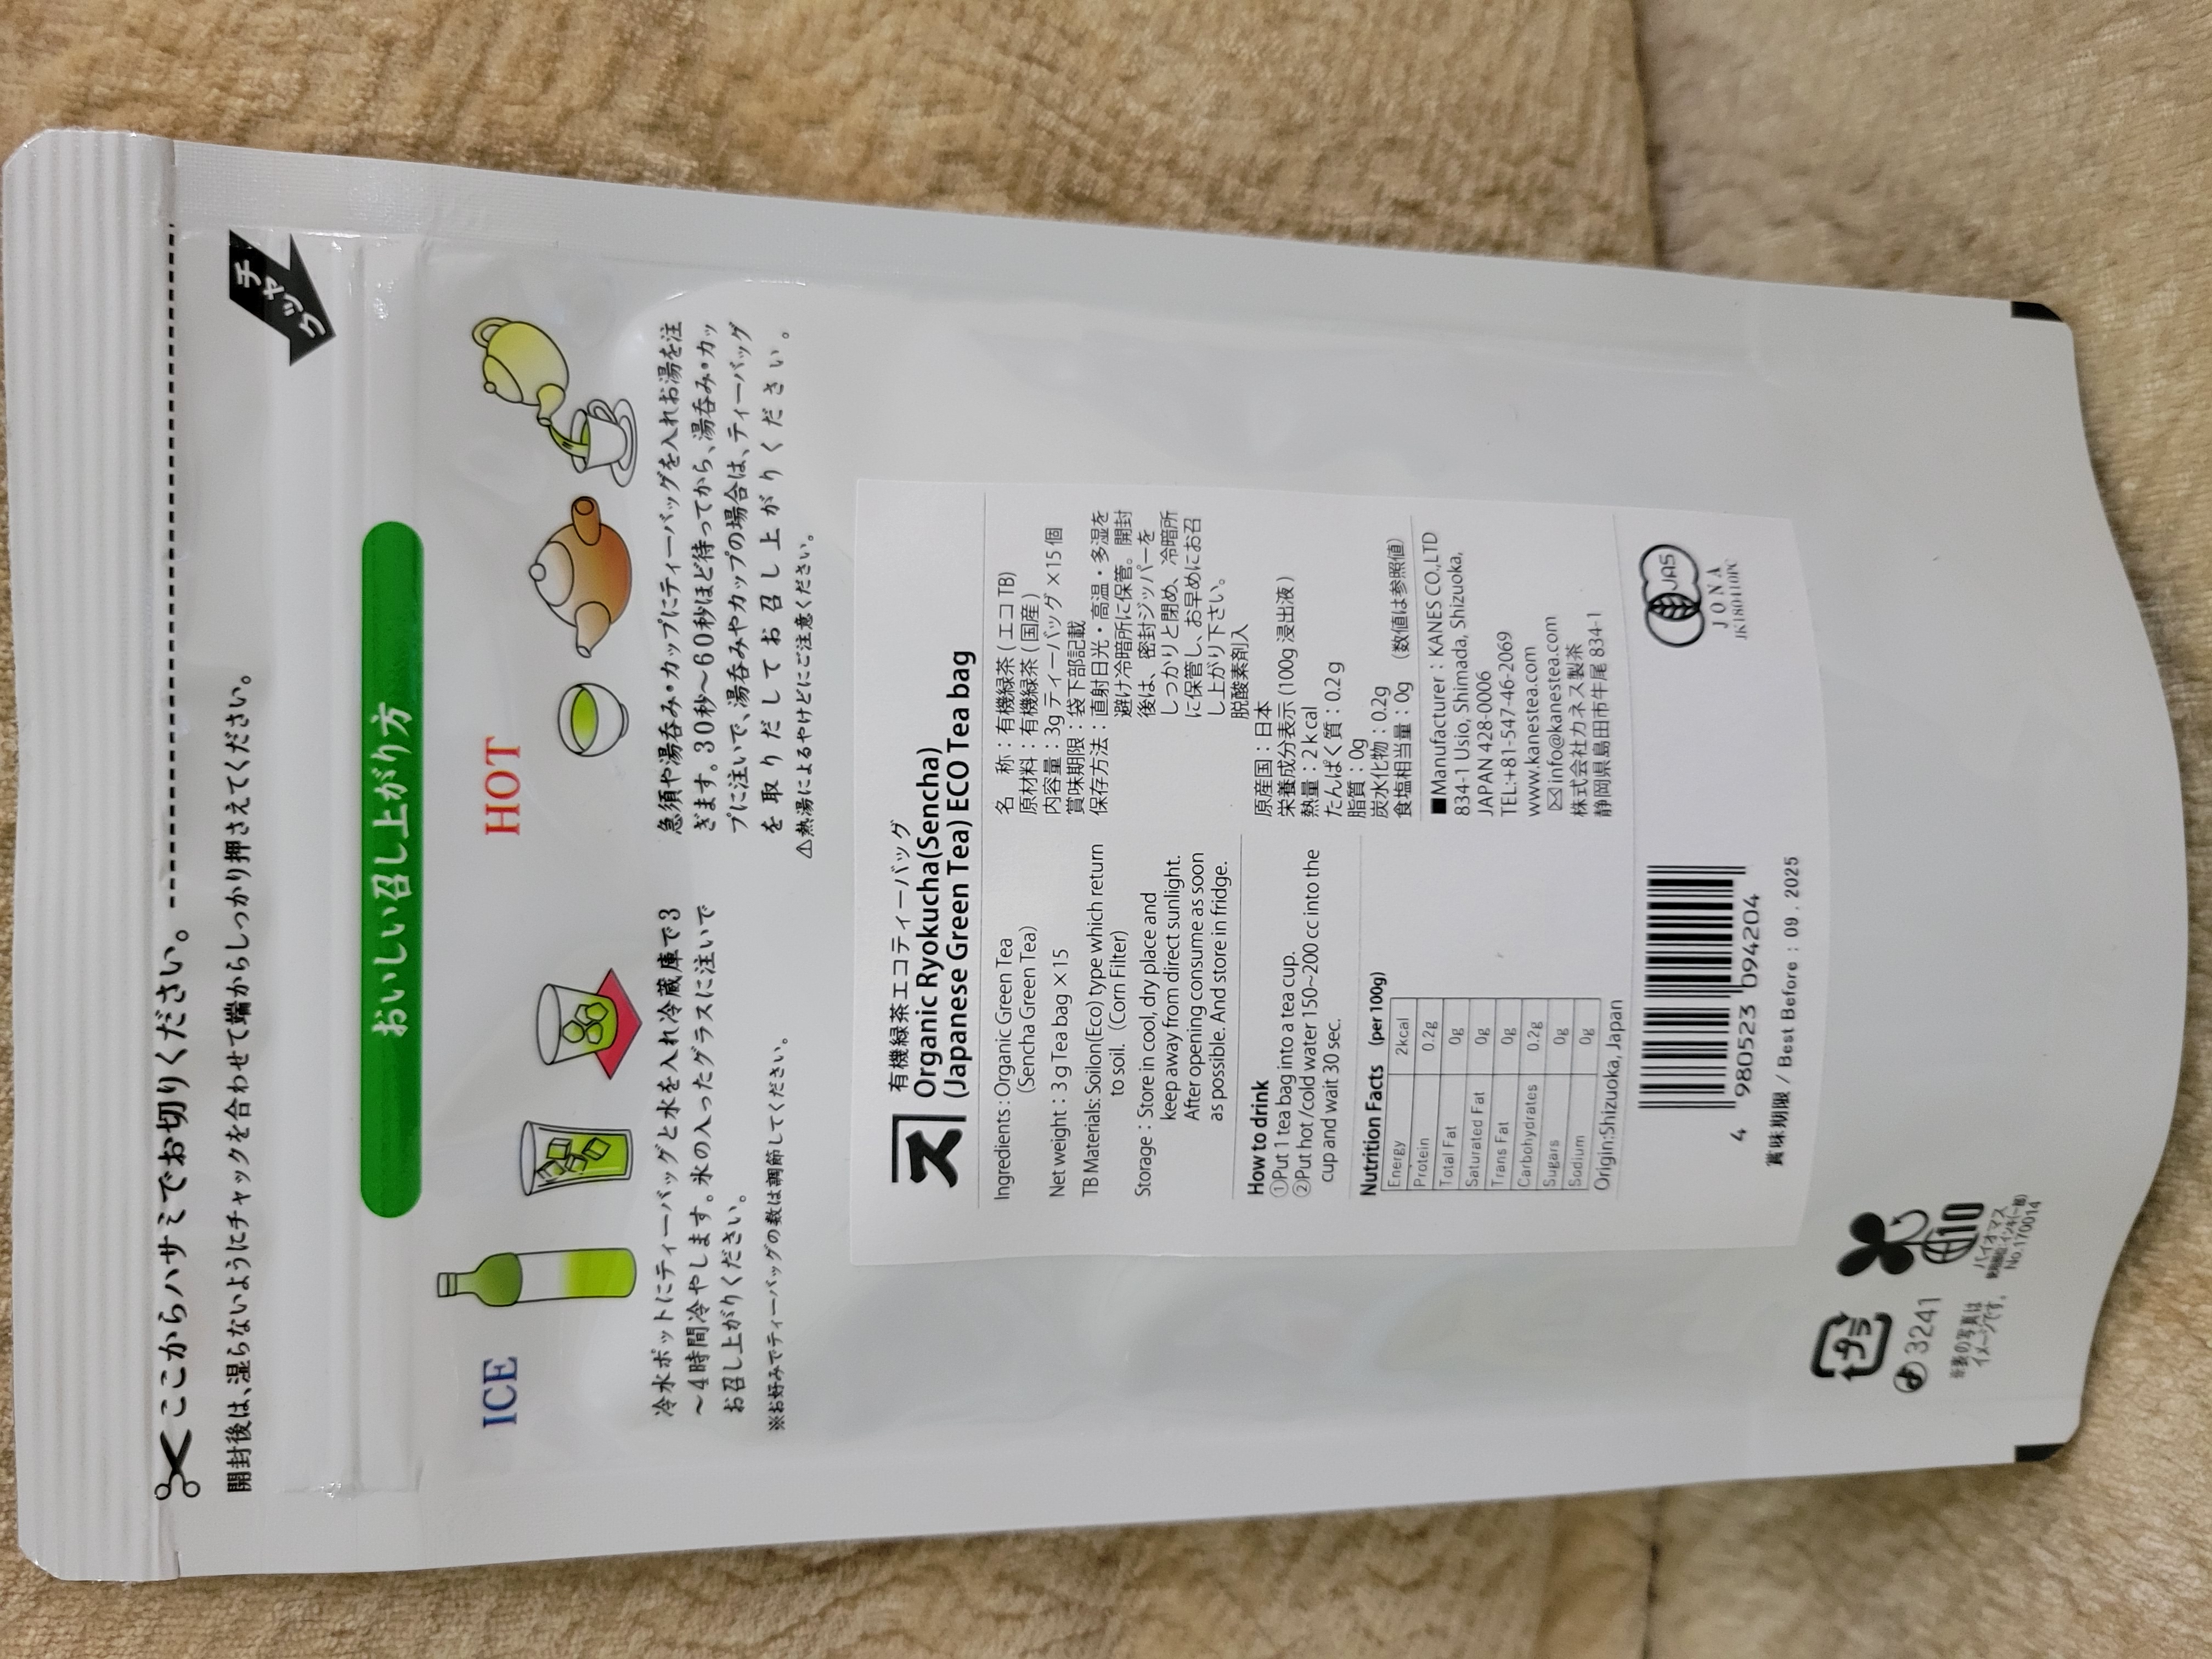 ここからハサミでお切りください。
開封後は、湿らないようにチャックを合わせて端からしっかり押さえてください。
チャック
おいしい召し上がり方
ICE
冷水ポットにティーバッグと水を入れ冷蔵庫で3
～4時間冷やします。氷の入ったグラスに注いで
お召し上がりください。
※お好みでティーバッグの数は調節してください。
HOT
急須や湯呑み・カップにティーバッグを入れお湯を注
ぎます。30秒～60秒ほど待ってから、湯呑み・カッ
プに注いで、湯呑みやカップの場合は、ティーバッグ
を取りだしてお召し上がりください。
⚠熱湯によるやけどにご注意ください。
ス
有機緑茶エコティーバッグ
Organic Ryokucha(Sencha)
(Japanese Green Tea) ECO Tea bag
Ingredients : Organic Green Tea
(Sencha Green Tea)
Net weight : 3 g Tea bag ×15
TB Materials: Soilon(Eco) type which return
to soil. (Corn Filter)
Storage : Store in cool, dry place and
keep away from direct sunlight.
After opening consume as soon
as possible. And store in fridge.
How to drink
①Put 1 tea bag into a tea cup.
②Put hot /cold water 150~200 cc into the
cup and wait 30 sec.
Nutrition Facts (per 100g)
Energy 2kcal
Protein 0.2g
Total Fat 0g
Saturated Fat 0g
Trans Fat 0g
Carbohydrates 0.2g
Sugars 0g
Sodium 0g
Origin:Shizuoka, Japan
名 称：有機緑茶 ( エコ TB)
原材料：有機緑茶 ( 国産 )
内容量：3g ティーバッグ ×15 個
賞味期限：袋下部記載
保存方法：直射日光・高温・多湿を
避け冷暗所に保管。開封
後は、密封ジッパーを
しっかりと閉め、冷暗所
に保管し、お早めにお召
し上がり下さい。
脱酸素剤入
原産国：日本
栄養成分表示 (100g 浸出液 )
熱量：2 k cal
たんぱく質：0.2 g
脂質：0g
炭水化物：0.2g
食塩相当量：0g （数値は参照値）
■Manufacturer：KANES CO.,LTD
834-1 Usio, Shimada, Shizuoka,
JAPAN 428-0006
TEL:+81-547-46-2069
www.kanestea.com
✉info@kanestea.com
株式会社カネス製茶
静岡県島田市牛尾 834-1
JAS
JONA
JK180410PC
4 980523 094204
賞味期限 / Best Before : 09 . 2025
プラ
3241
※表の写真は
イメージです。
10
バイオマス
No.170014